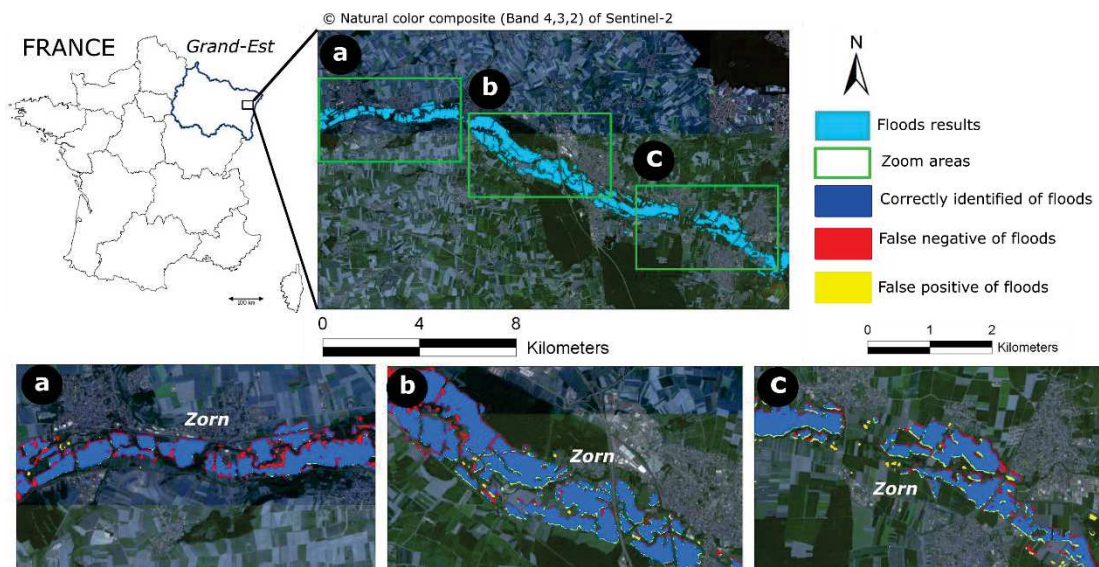 © Natural color composite (Band 4,3,2) of Sentinel-2
FRANCE
Grand-Est
200 km
a
b
c
0 4 8
Kilometers
N
Floods results
Zoom areas
Correctly identified of floods
False negative of floods
False positive of floods
0 1 2
Kilometers
a
Zorn
b
Zorn
c
Zorn